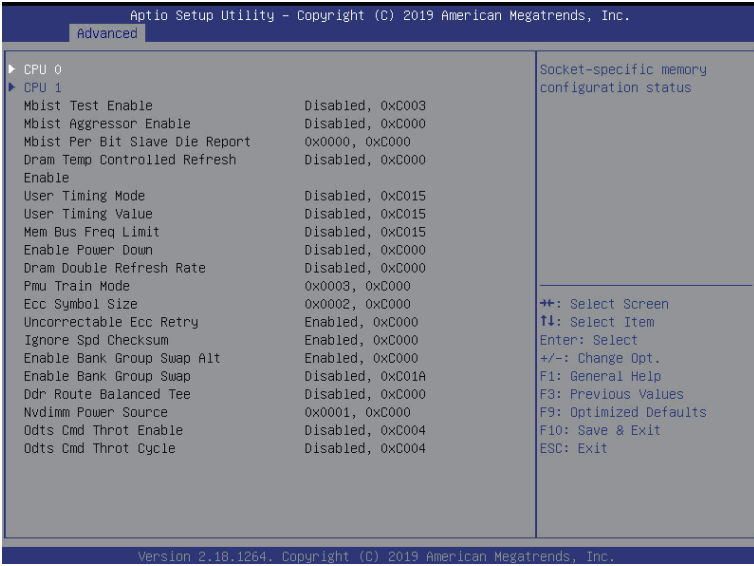 Aptio Setup Utility – Copyright (C) 2019 American Megatrends, Inc.
Advanced
▶ CPU 0
▶ CPU 1
Mbist Test Enable Disabled, 0xC003
Mbist Aggressor Enable Disabled, 0xC000
Mbist Per Bit Slave Die Report 0x0000, 0xC000
Dram Temp Controlled Refresh Disabled, 0xC000
Enable
User Timing Mode Disabled, 0xC015
User Timing Value Disabled, 0xC015
Mem Bus Freq Limit Disabled, 0xC015
Enable Power Down Disabled, 0xC000
Dram Double Refresh Rate Disabled, 0xC000
Pmu Train Mode 0x0003, 0xC000
Ecc Symbol Size 0x0002, 0xC000
Uncorrectable Ecc Retry Enabled, 0xC000
Ignore Spd Checksum Enabled, 0xC000
Enable Bank Group Swap Alt Enabled, 0xC000
Enable Bank Group Swap Disabled, 0xC01A
Ddr Route Balanced Tee Disabled, 0xC000
Nvdimm Power Source 0x0001, 0xC000
Odts Cmd Throt Enable Disabled, 0xC004
Odts Cmd Throt Cycle Disabled, 0xC004
Socket-specific memory
configuration status
→←: Select Screen
↑↓: Select Item
Enter: Select
+/-: Change Opt.
F1: General Help
F3: Previous Values
F9: Optimized Defaults
F10: Save & Exit
ESC: Exit
Version 2.18.1264. Copyright (C) 2019 American Megatrends, Inc.